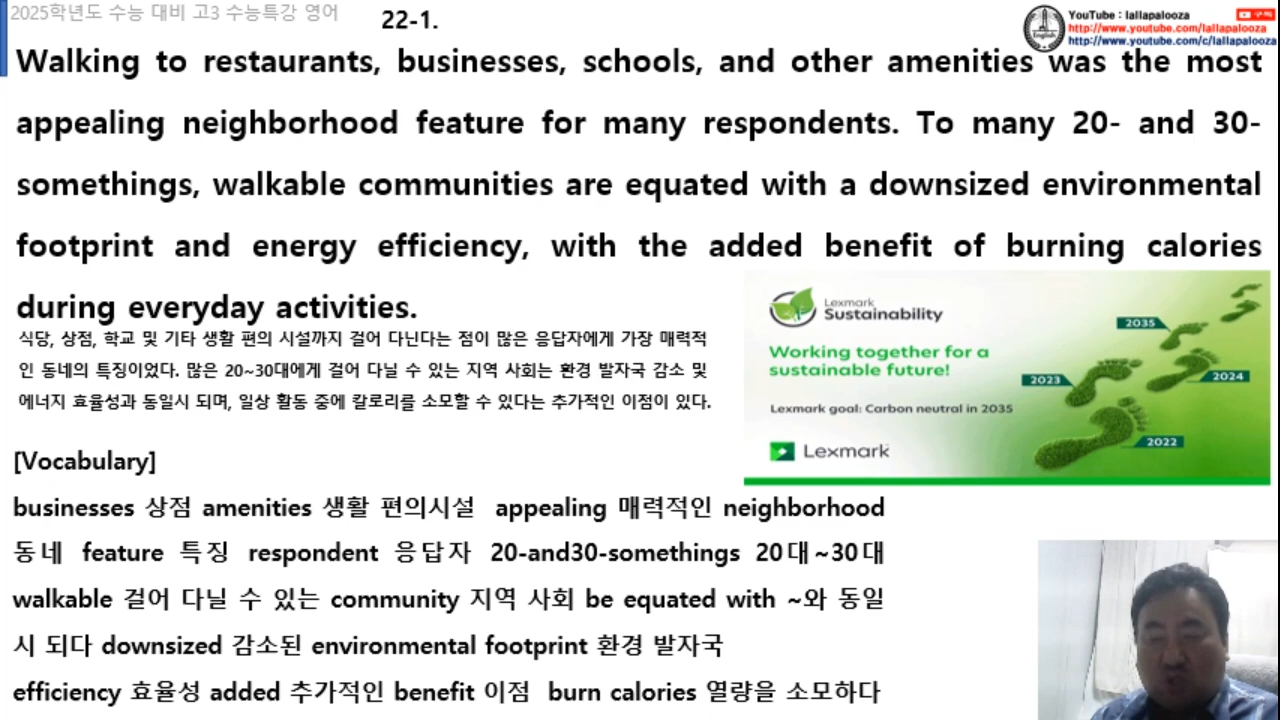 2025학년도 수능 대비 고3 수능특강 영어
22-1.
YouTube : lallapalooza
구독
http://www.youtube.com/lallapalooza
http://www.youtube.com/c/lallapalooza
English
Walking to restaurants, businesses, schools, and other amenities was the most
appealing neighborhood feature for many respondents. To many 20- and 30-
somethings, walkable communities are equated with a downsized environmental
footprint and energy efficiency, with the added benefit of burning calories
during everyday activities.
식당, 상점, 학교 및 기타 생활 편의 시설까지 걸어 다닌다는 점이 많은 응답자에게 가장 매력적
인 동네의 특징이었다. 많은 20~30대에게 걸어 다닐 수 있는 지역 사회는 환경 발자국 감소 및
에너지 효율성과 동일시 되며, 일상 활동 중에 칼로리를 소모할 수 있다는 추가적인 이점이 있다.
Lexmark
Sustainability
Working together for a
sustainable future!
Lexmark goal: Carbon neutral in 2035
Lexmark
2035
2023
2024
2022
[Vocabulary]
businesses 상점 amenities 생활 편의시설 appealing 매력적인 neighborhood
동네 feature 특징 respondent 응답자 20-and30-somethings 20대~30대
walkable 걸어 다닐 수 있는 community 지역 사회 be equated with ~와 동일
시 되다 downsized 감소된 environmental footprint 환경 발자국
efficiency 효율성 added 추가적인 benefit 이점 burn calories 열량을 소모하다